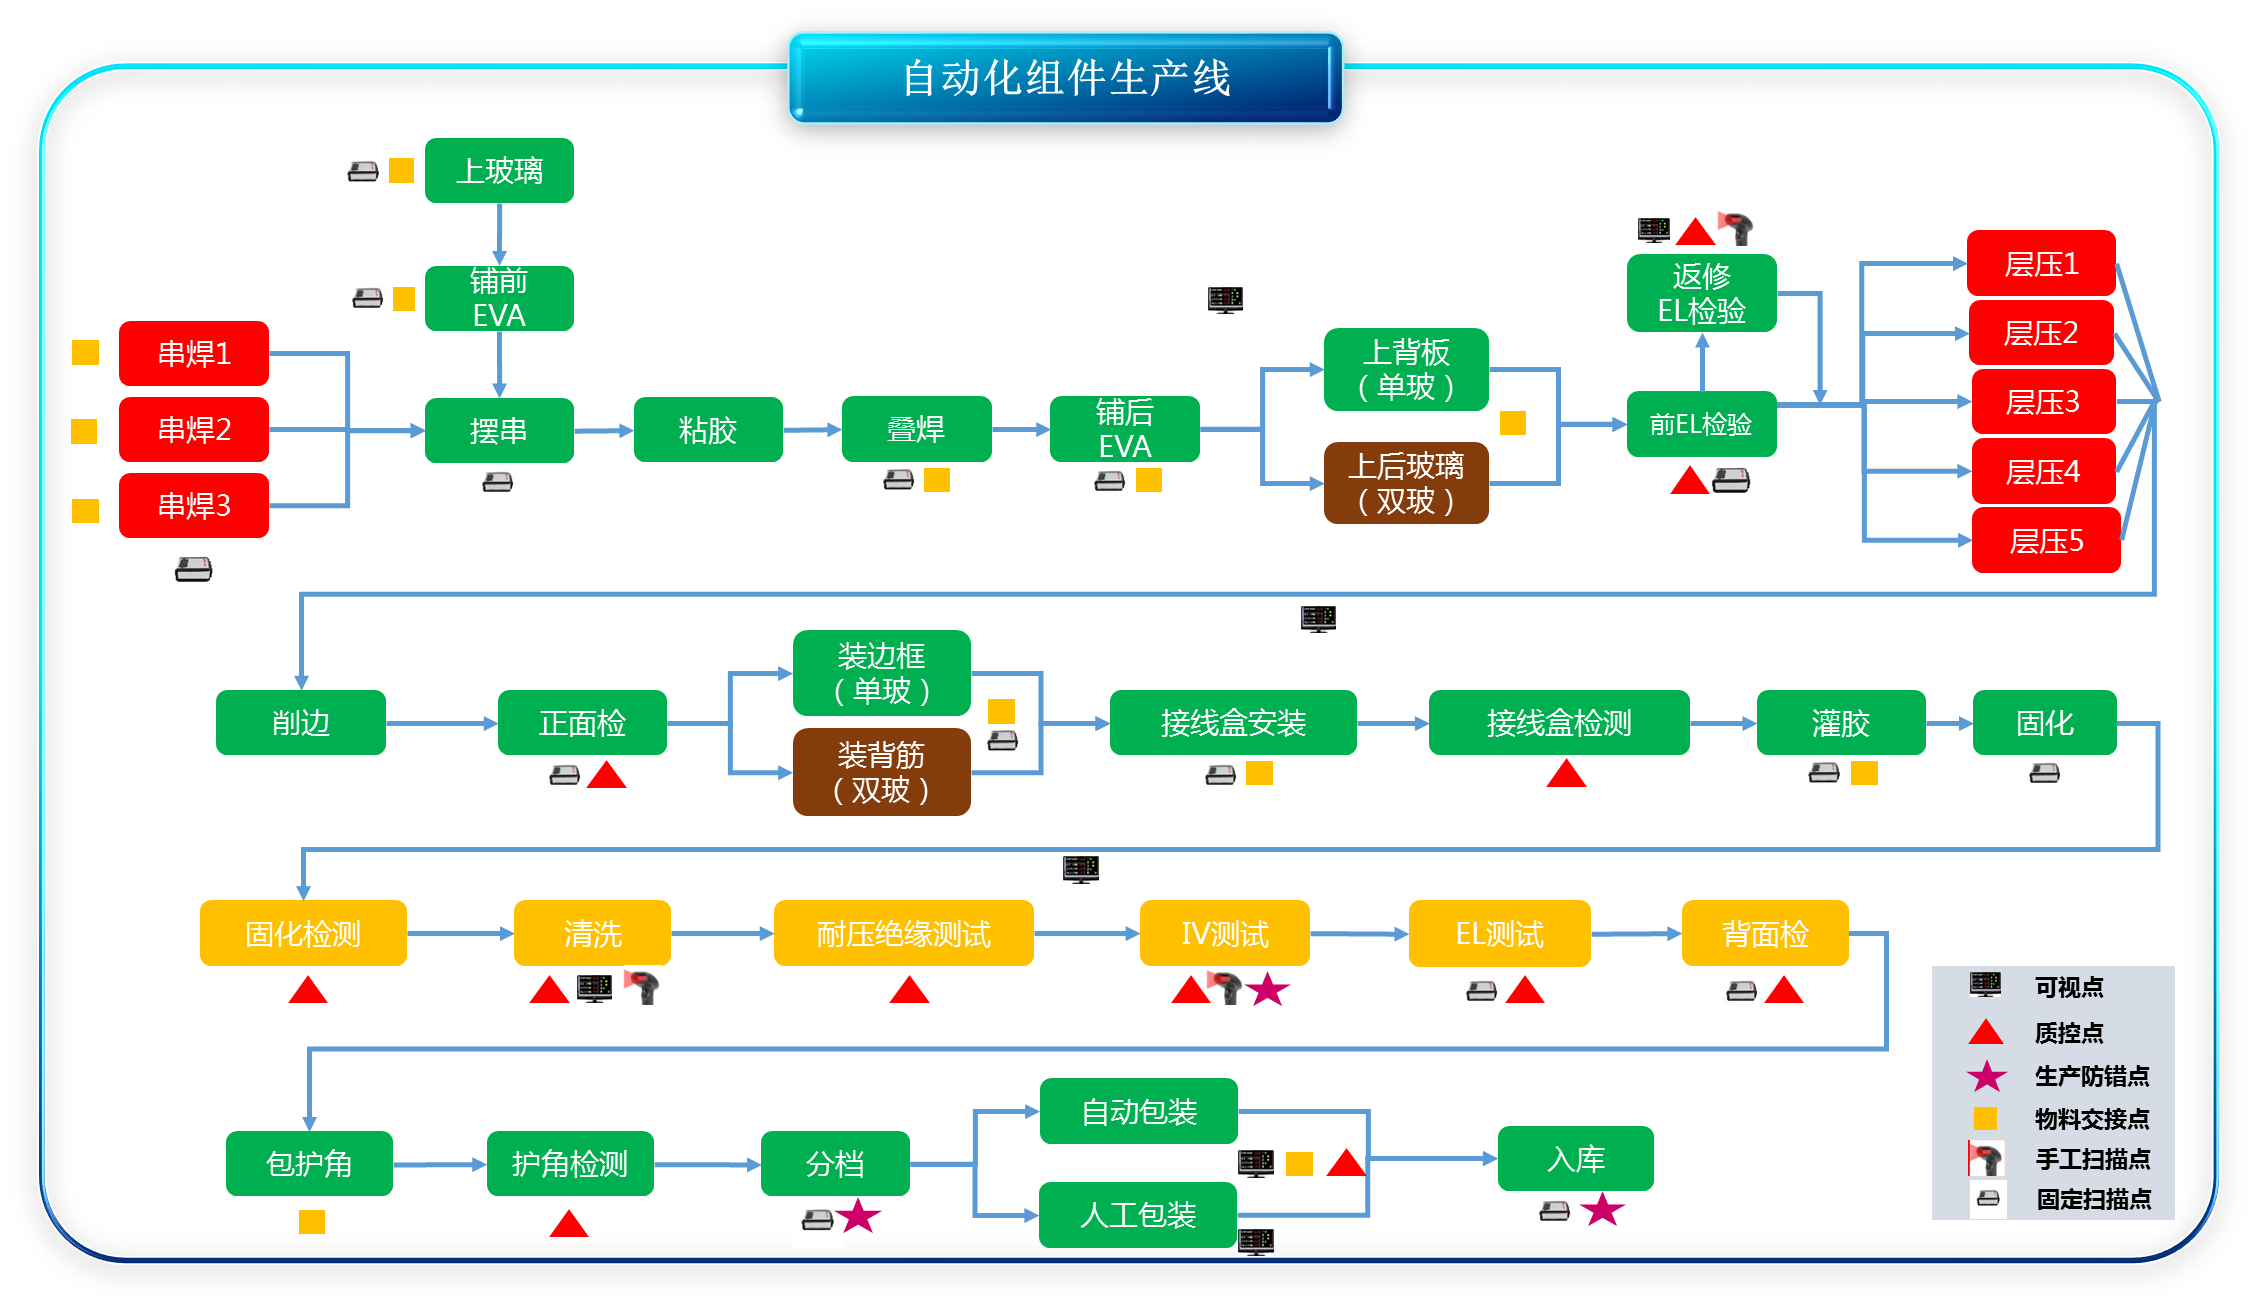 自动化组件生产线
上玻璃
铺前
EVA
串焊1
串焊2
串焊3
摆串
粘胶
叠焊
铺后
EVA
上背板
（单玻）
上后玻璃
（双玻）
返修
EL检验
前EL检验
层压1
层压2
层压3
层压4
层压5
削边
正面检
装边框
（单玻）
装背筋
（双玻）
接线盒安装
接线盒检测
灌胶
固化
固化检测
清洗
耐压绝缘测试
IV测试
EL测试
背面检
包护角
护角检测
分档
自动包装
人工包装
入库
可视点
质控点
生产防错点
物料交接点
手工扫描点
固定扫描点